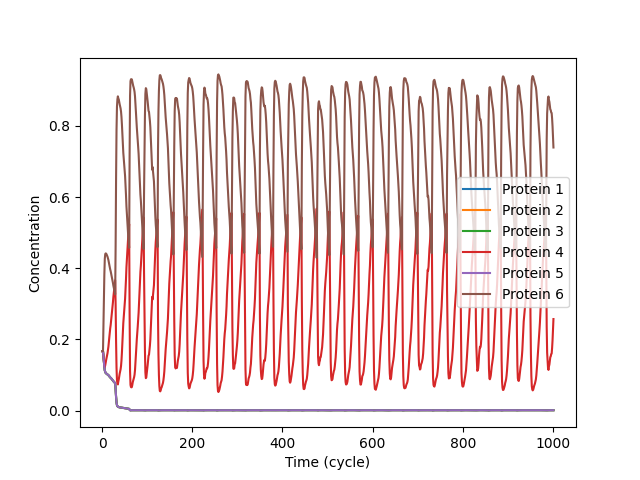 Concentration
0.8
0.6
0.4
0.2
0.0
Protein 1
Protein 2
Protein 3
Protein 4
Protein 5
Protein 6
0 200 400 600 800 1000
Time (cycle)